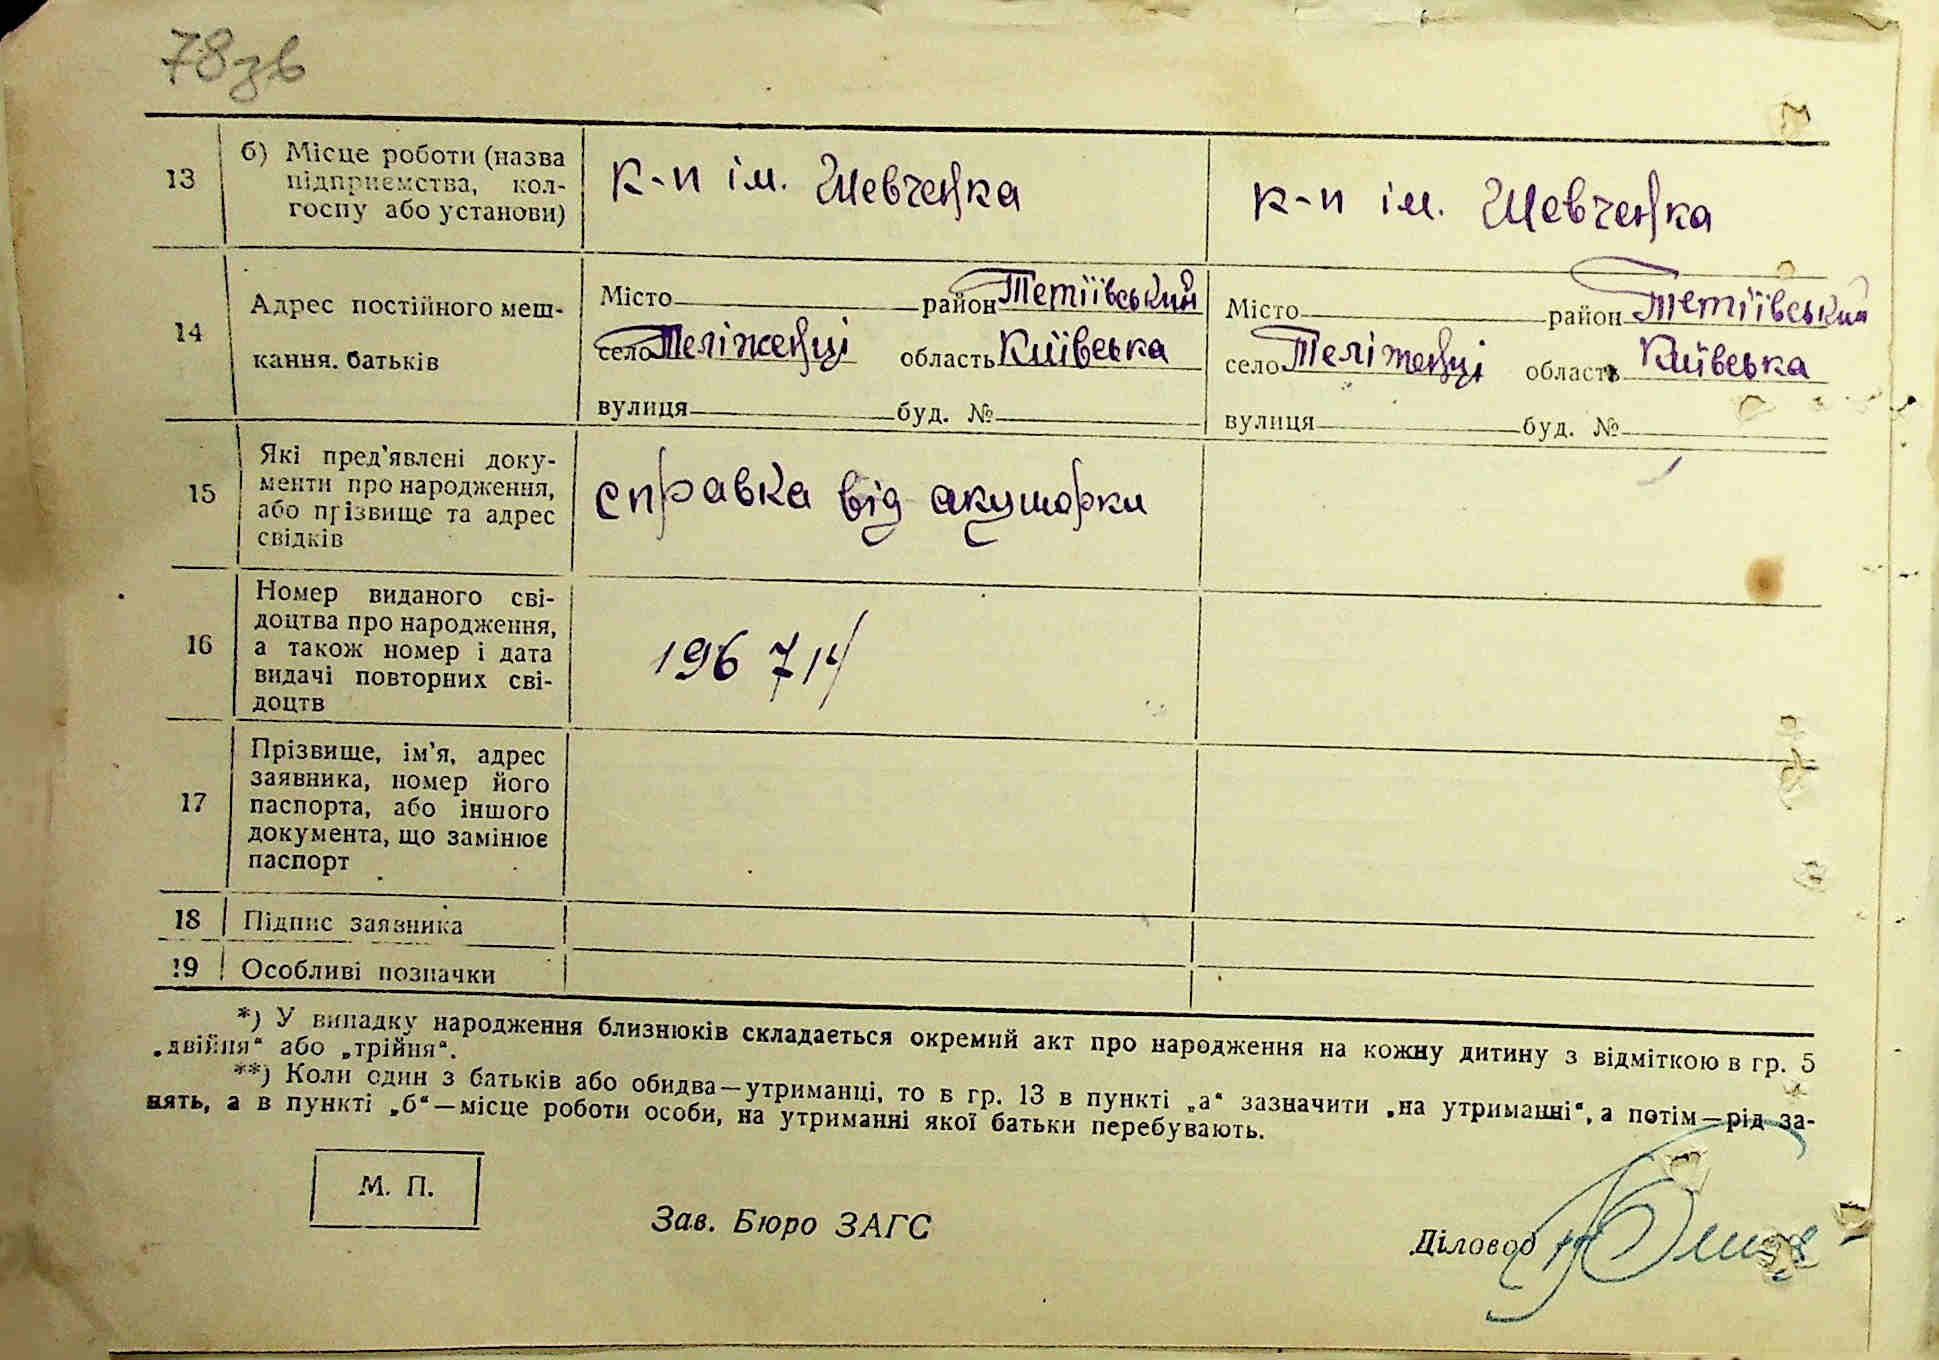 78зв
13
б) Місце роботи (назва
підприємства, кол-
госпу або установи)
к-п ім. Шевченка
к-п ім. Шевченка
14
Адрес постійного меш-
кання. батьків
Місто район Тетіївський
село Теліженці область Київська
вулиця буд. №
Місто район Тетіївський
село Теліженці область Київська
вулиця буд. №
15
Які пред'явлені доку-
менти про народження,
або прізвище та адрес
свідків
справка від акушорки
16
Номер виданого сві-
доцтва про народження,
а також номер і дата
видачі повторних сві-
доцтв
196 714
17
Прізвище, ім'я, адрес
заявника, номер його
паспорта, або іншого
документа, що замінює
паспорт
18 Підпис заявника
19 Особливі позначки
*) У випадку народження близнюків складається окремий акт про народження на кожну дитину з відміткою в гр. 5
„двійня“ або „трійня“.
**) Коли один з батьків або обидва—утриманці, то в гр. 13 в пункті „а“ зазначити „на утриманні“, а потім—рід за-
нять, а в пункті „б“—місце роботи особи, на утриманні якої батьки перебувають.
М. П.
Зав. Бюро ЗАГС
Діловод